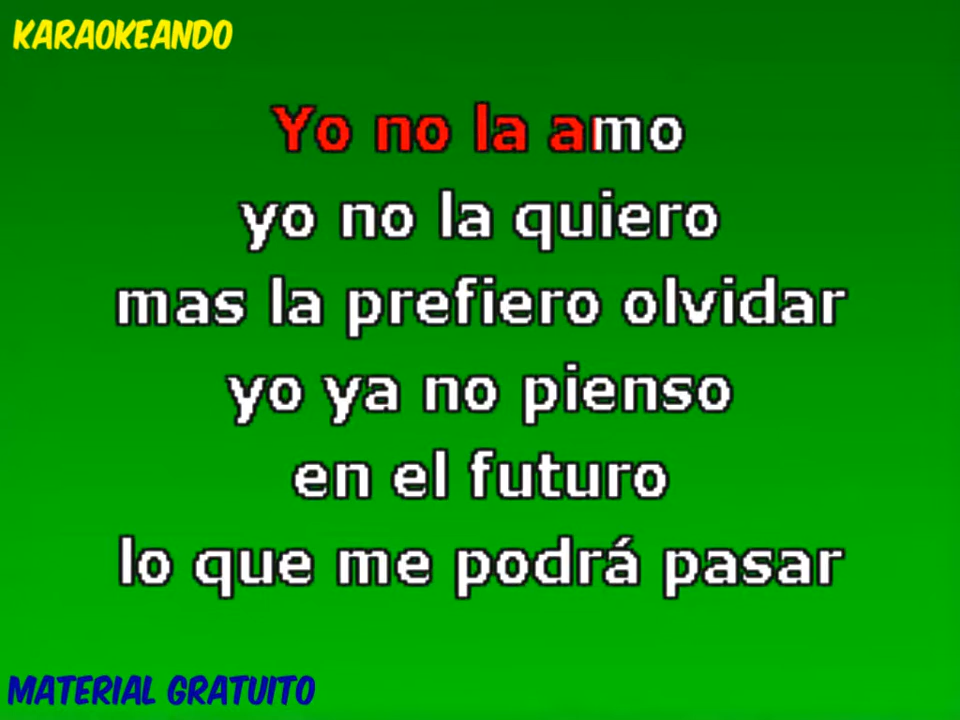 KARAOKEANDO
Yo no la amo
yo no la quiero
mas la prefiero olvidar
yo ya no pienso
en el futuro
lo que me podrá pasar
MATERIAL GRATUITO